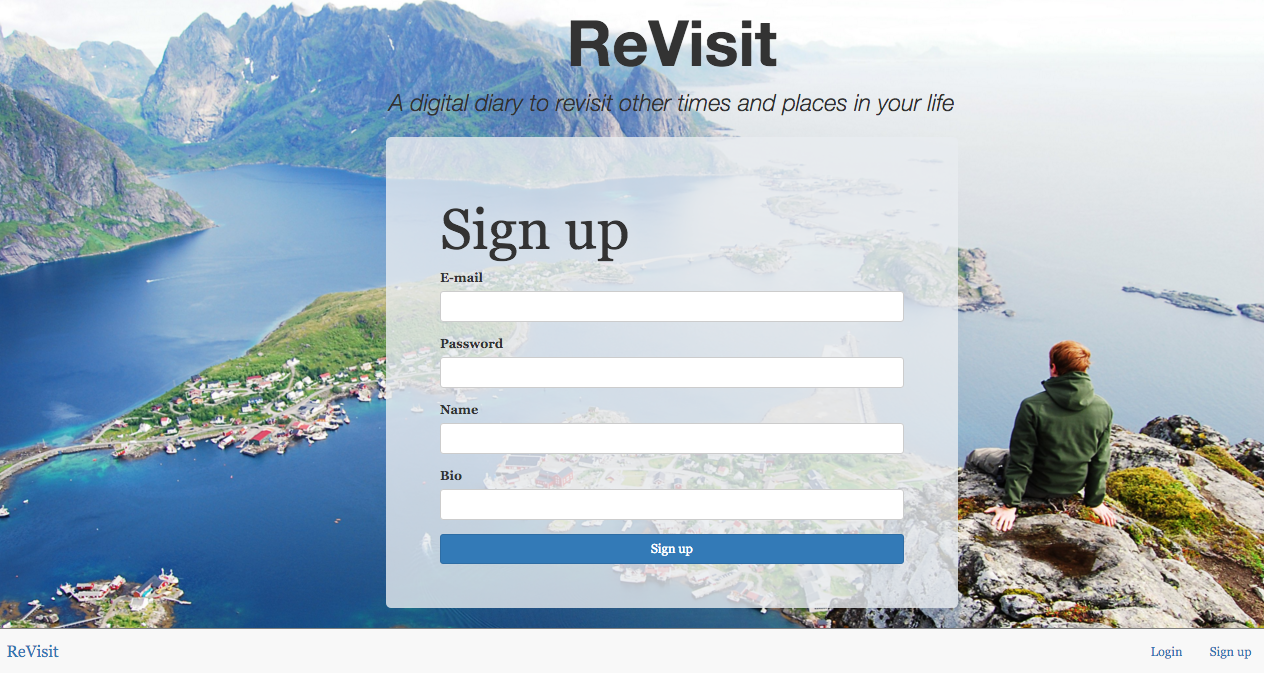 ReVisit
A digital diary to revisit other times and places in your life
Sign up
E-mail
Password
Name
Bio
Sign up
ReVisit
Login Sign up